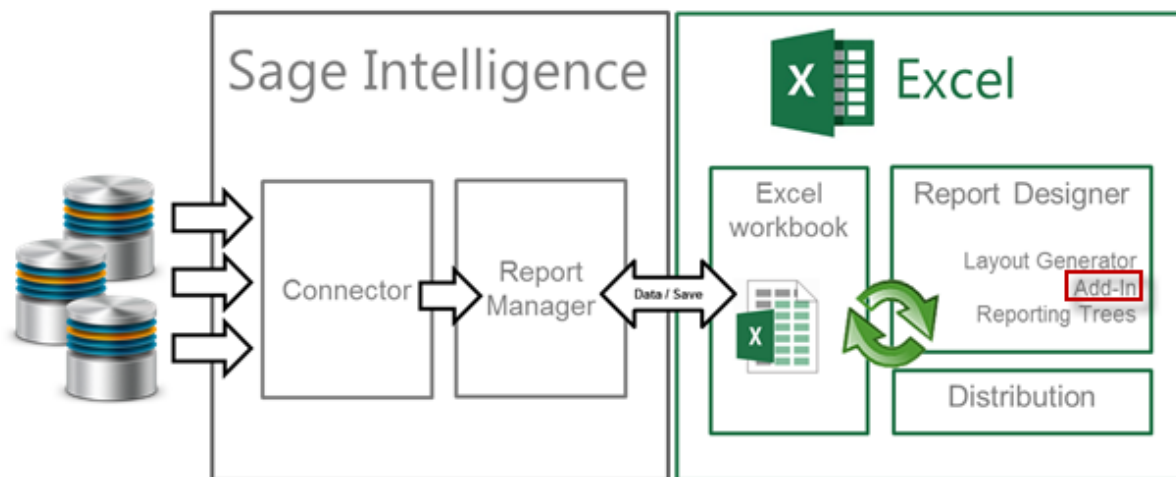 Sage Intelligence
Connector
Report
Manager
Data / Save
X Excel
Excel
workbook
X
Report Designer
Layout Generator
Add-In
Reporting Trees
Distribution